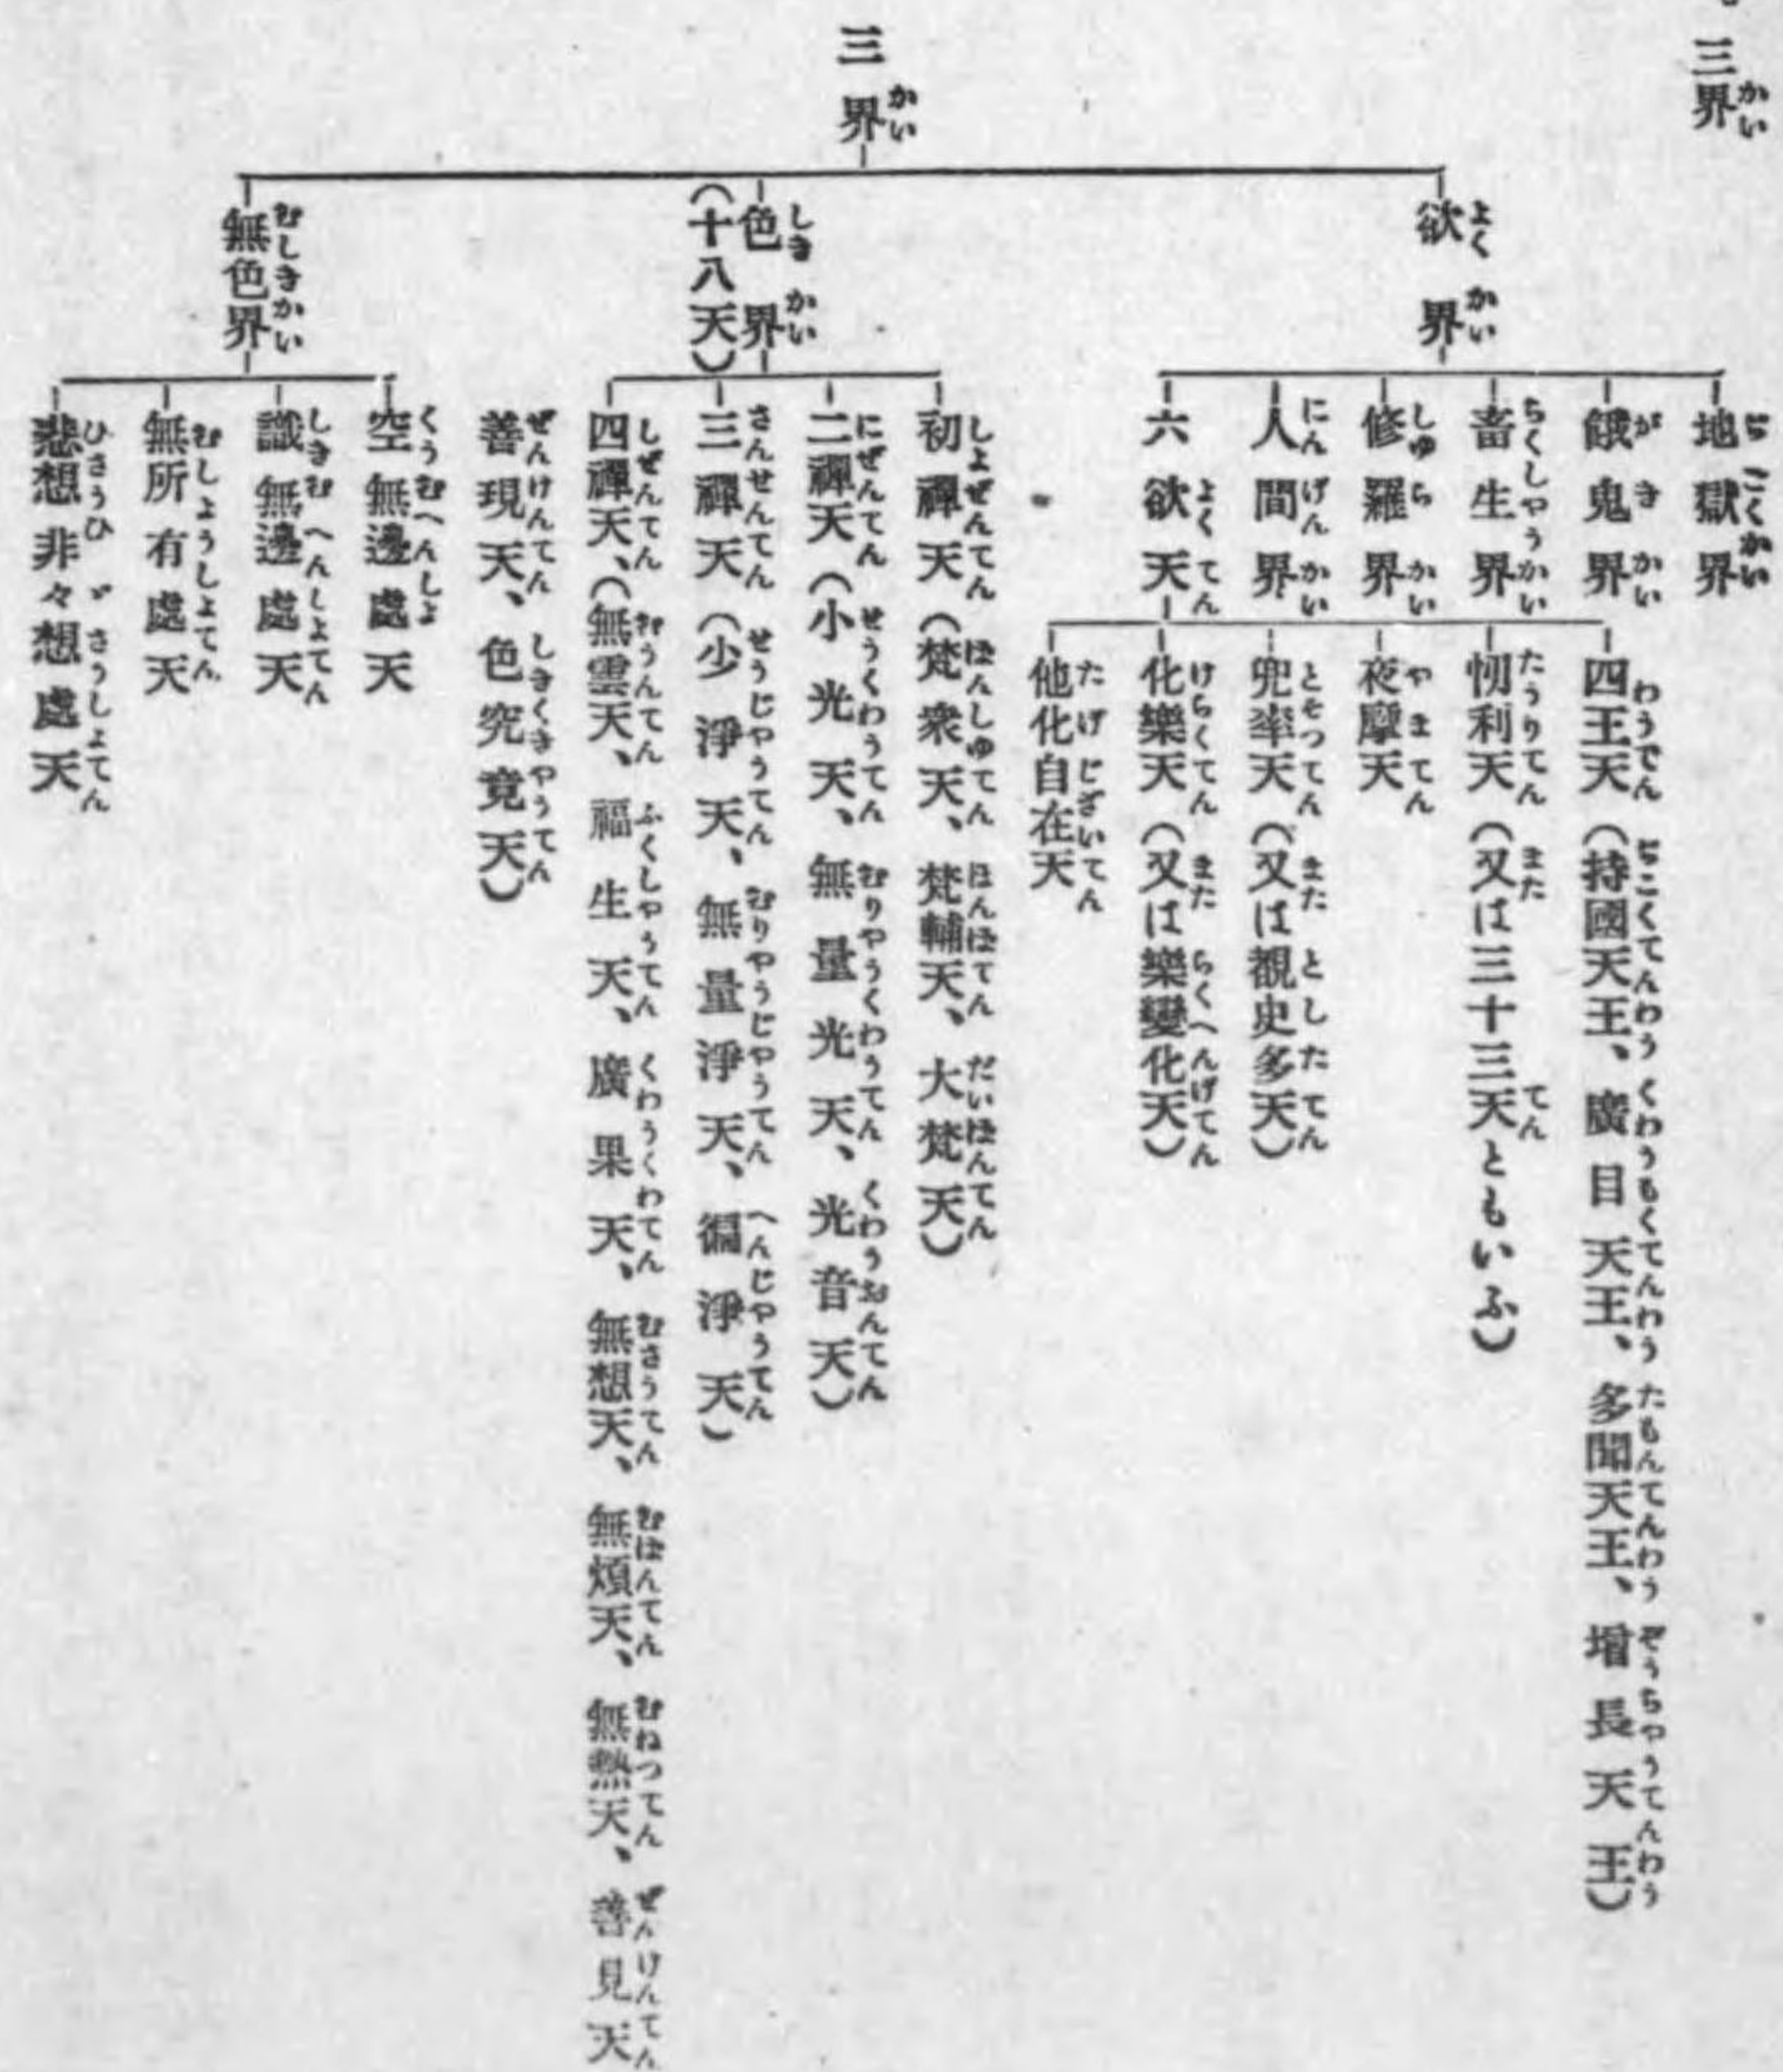 三界
三界
欲界
地獄界
餓鬼界
畜生界
修羅界
人間界
六欲天
四王天(持國天王、廣目天王、多聞天王、增長天王)
忉利天(又は三十三天ともいふ)
夜摩天
兜率天(又は覩史多天)
化樂天(又は樂變化天)
他化自在天
色界
(十八天)
初禪天(梵衆天、梵輔天、大梵天)
二禪天(小光天、無量光天、光音天)
三禪天(少淨天、無量淨天、徧淨天)
四禪天、(無雲天、福生天、廣果天、無想天、無煩天、無熱天、善見天
善現天、色究竟天)
無色界
空無邊處天
識無邊處天
無所有處天
悲想非々想處天